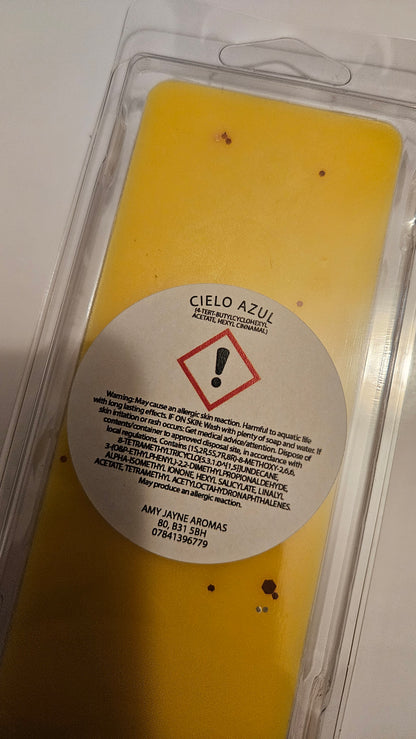 CIELO AZUL
(4-TERT-BUTYLCYCLOHEXYL
ACETATE, HEXYL CINNAMAL)
Warning: May cause an allergic skin reaction. Harmful to aquatic life
with long lasting effects. IF ON SKIN: Wash with plenty of soap and water. If
skin irritation or rash occurs: Get medical advice/attention. Dispose of
contents/container to approved disposal site, in accordance with
local regulations. Contains (1S,2R,5S,7R,8R)-8-METHOXY-2,6,6,
8-TETRAMETHYLTRICYCLO[5.3.1.0^1,5]UNDECANE,
3-(OBP-ETHYLPHENYL)-2,2-DIMETHYLPROPIONALDEHYDE,
ALPHA-ISOMETHYL IONONE, HEXYL SALICYLATE, LINALYL
ACETATE, TETRAMETHYL ACETYLOCTAHYDRONAPHTHALENES.
May produce an allergic reaction.
AMY JAYNE AROMAS
80, B31 5BH
07841396779